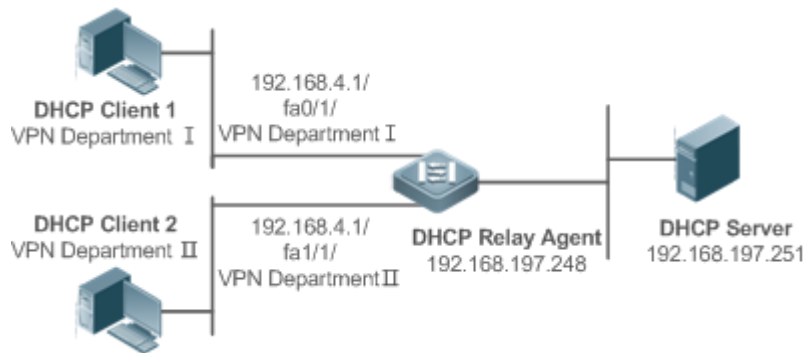 DHCP Client 1
VPN Department Ⅰ
192.168.4.1/
fa0/1/
VPN Department Ⅰ
DHCP Client 2
VPN Department Ⅱ
192.168.4.1/
fa1/1/
VPN Department Ⅱ
DHCP Relay Agent
192.168.197.248
DHCP Server
192.168.197.251